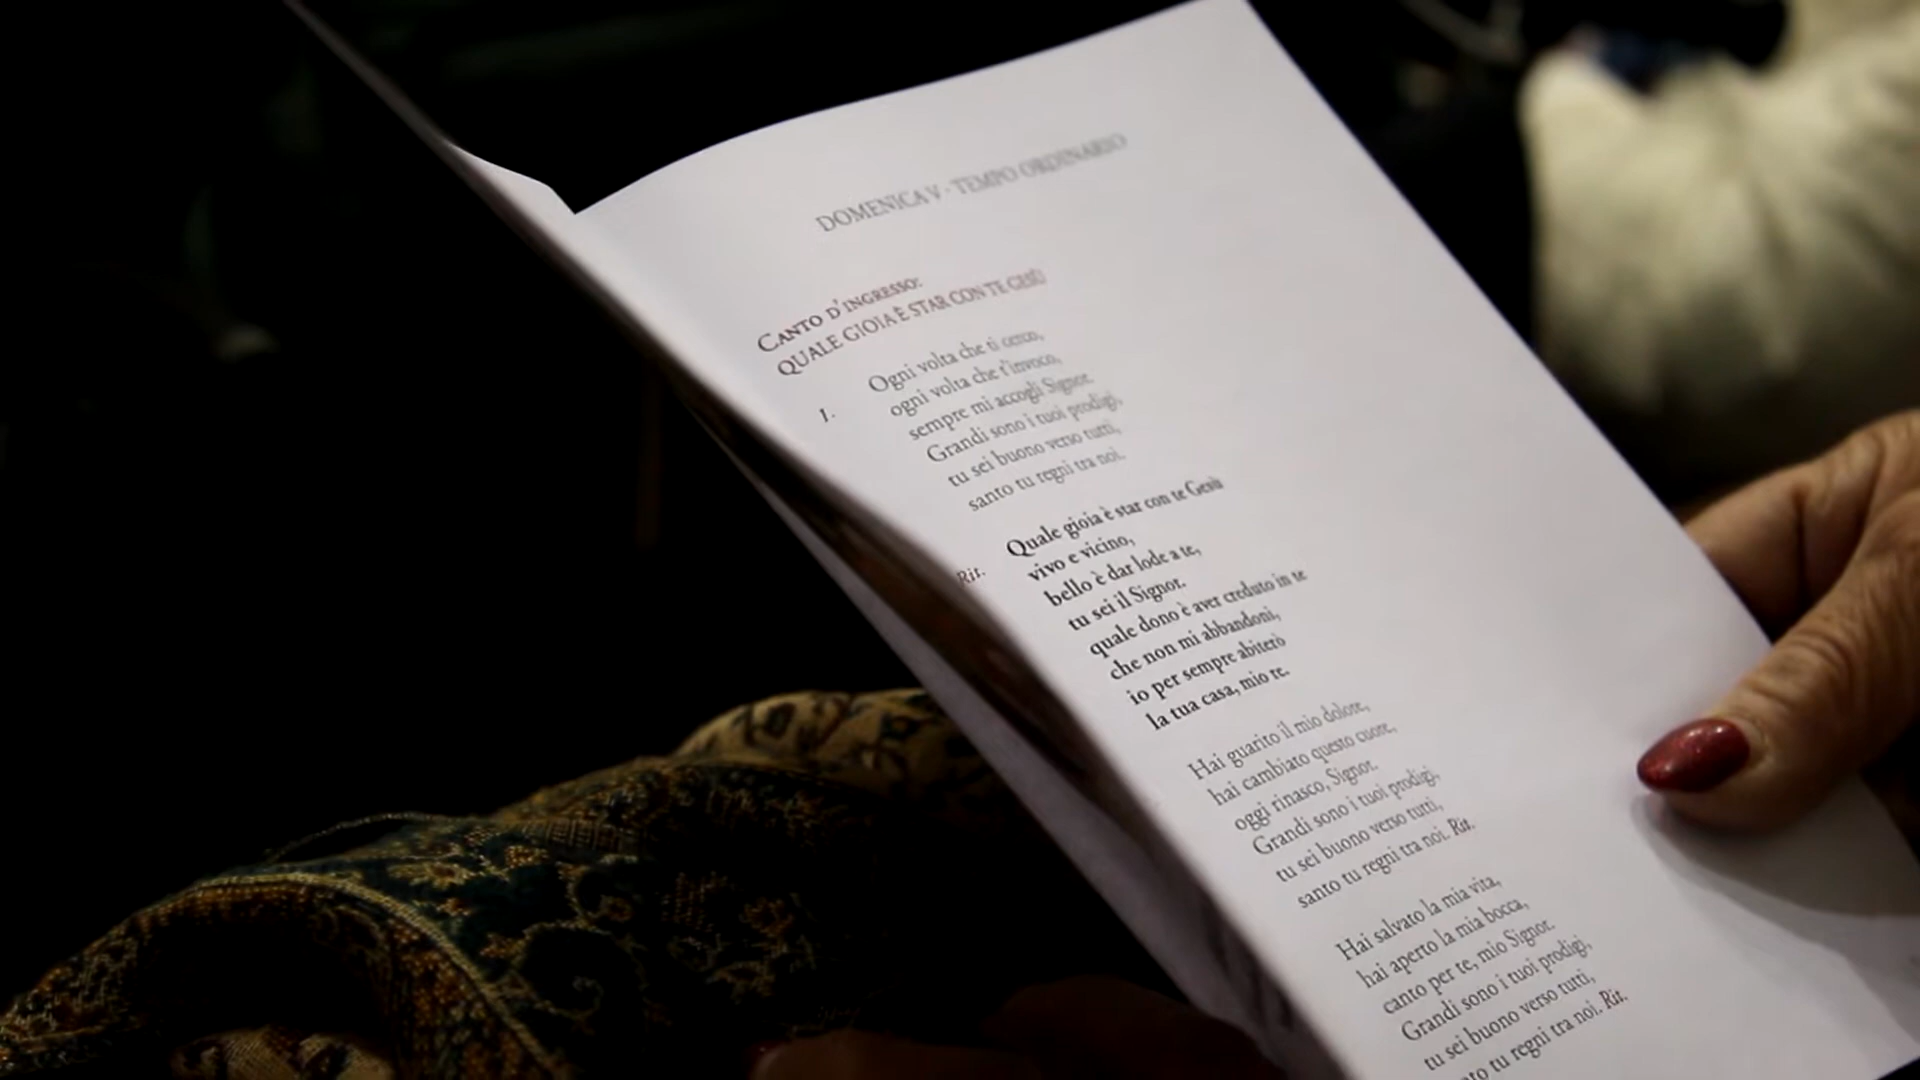 DOMENICA V - TEMPO ORDINARIO
CANTO D'INGRESSO:
QUALE GIOIA È STAR CON TE GESÙ
1. Ogni volta che ti cerco,
ogni volta che t'invoco,
sempre mi accogli Signor.
Grandi sono i tuoi prodigi,
tu sei buono verso tutti,
santo tu regni tra noi.
Rit. Quale gioia è star con te Gesù
vivo e vicino,
bello è dar lode a te,
tu sei il Signor.
quale dono è aver creduto in te
che non mi abbandoni,
io per sempre abiterò
la tua casa, mio re.
Hai guarito il mio dolore,
hai cambiato questo cuore,
oggi rinasco, Signor.
Grandi sono i tuoi prodigi,
tu sei buono verso tutti,
santo tu regni tra noi. Rit.
Hai salvato la mia vita,
hai aperto la mia bocca,
canto per te, mio Signor.
Grandi sono i tuoi prodigi,
tu sei buono verso tutti,
tu regni tra noi. Rit.